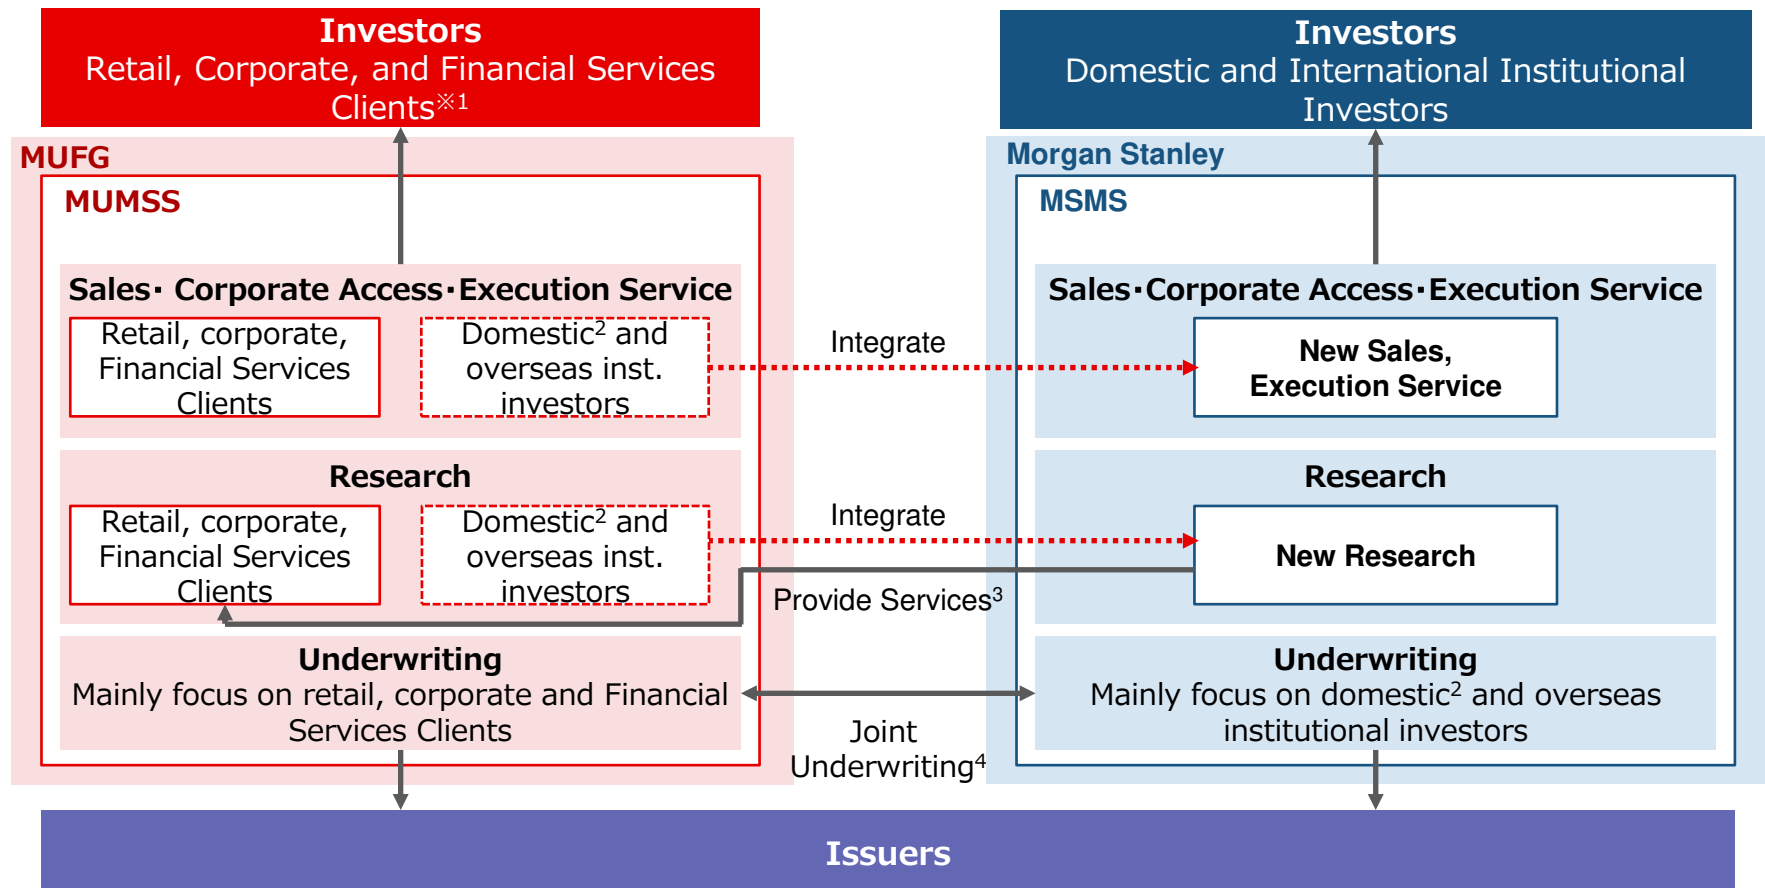 Investors
Retail, Corporate, and Financial Services
Clients※1
Investors
Domestic and International Institutional
Investors
MUFG
MUMSS
Sales・ Corporate Access・Execution Service
Retail, corporate,
Financial Services
Clients
Domestic² and
overseas inst.
investors
Research
Retail, corporate,
Financial Services
Clients
Domestic² and
overseas inst.
investors
Underwriting
Mainly focus on retail, corporate and Financial
Services Clients
Integrate
Integrate
Provide Services³
Joint
Underwriting⁴
Morgan Stanley
MSMS
Sales・Corporate Access・Execution Service
New Sales,
Execution Service
Research
New Research
Underwriting
Mainly focus on domestic² and overseas
institutional investors
Issuers